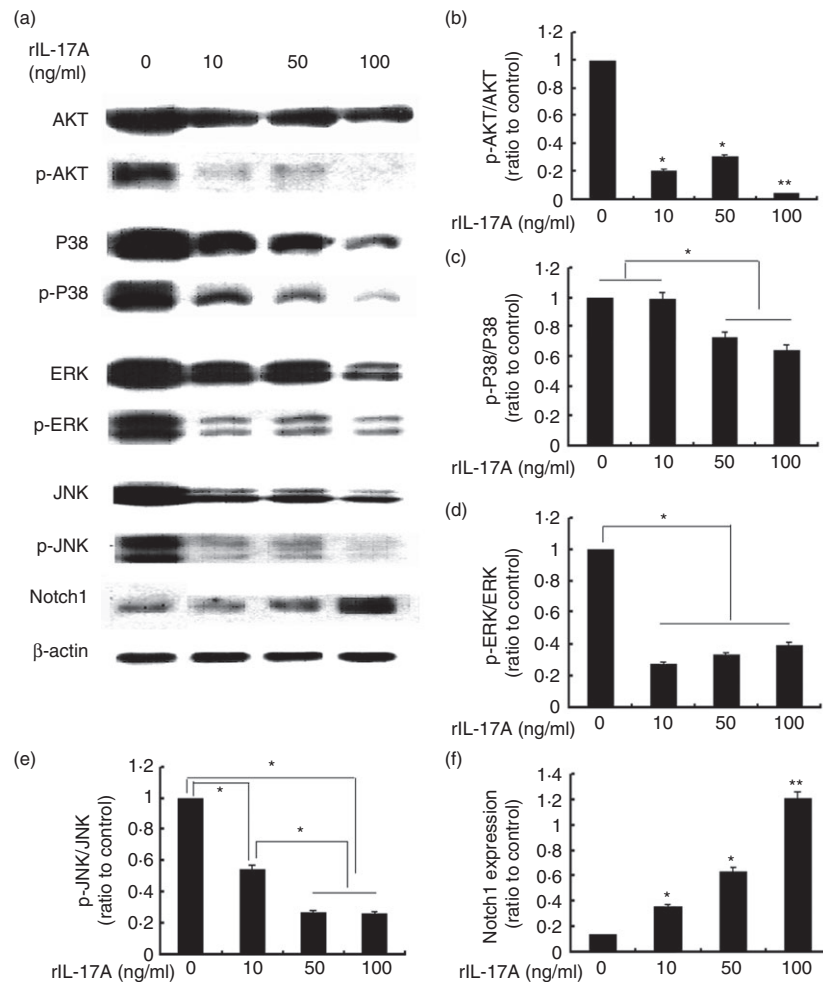 (a)
rIL-17A
(ng/ml)
0 10 50 100
AKT
p-AKT
P38
p-P38
ERK
p-ERK
JNK
p-JNK
Notch1
β-actin
(b)
p-AKT/AKT
(ratio to control)
1·2
1
0·8
0·6
0·4
0·2
0
* * **
rIL-17A (ng/ml) 0 10 50 100
(c)
p-P38/P38
(ratio to control)
1·2
1
0·8
0·6
0·4
0·2
0
*
rIL-17A (ng/ml) 0 10 50 100
(d)
p-ERK/ERK
(ratio to control)
1·2
1
0·8
0·6
0·4
0·2
0
*
rIL-17A (ng/ml) 0 10 50 100
(e)
p-JNK/JNK
(ratio to control)
1·2
1
0·8
0·6
0·4
0·2
0
*
*
*
rIL-17A (ng/ml) 0 10 50 100
(f)
Notch1 expression
(ratio to control)
1·4
1·2
1
0·8
0·6
0·4
0·2
0
* * **
rIL-17A (ng/ml) 0 10 50 100